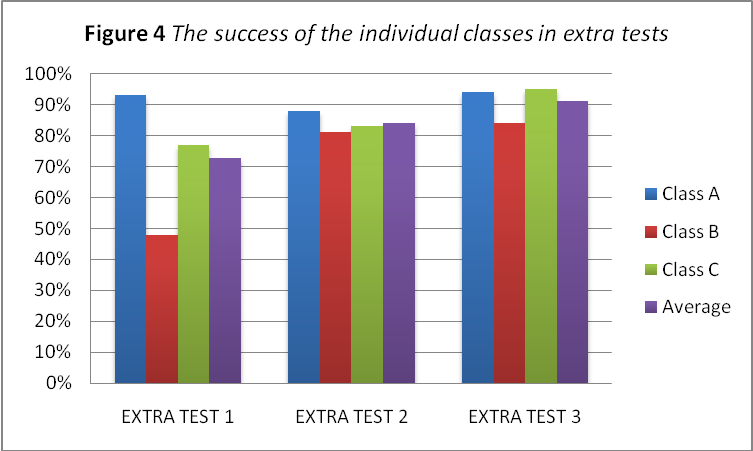 Figure 4 The success of the individual classes in extra tests
100%
90%
80%
70%
60%
50%
40%
30%
20%
10%
0%
EXTRA TEST 1 EXTRA TEST 2 EXTRA TEST 3
Class A
Class B
Class C
Average